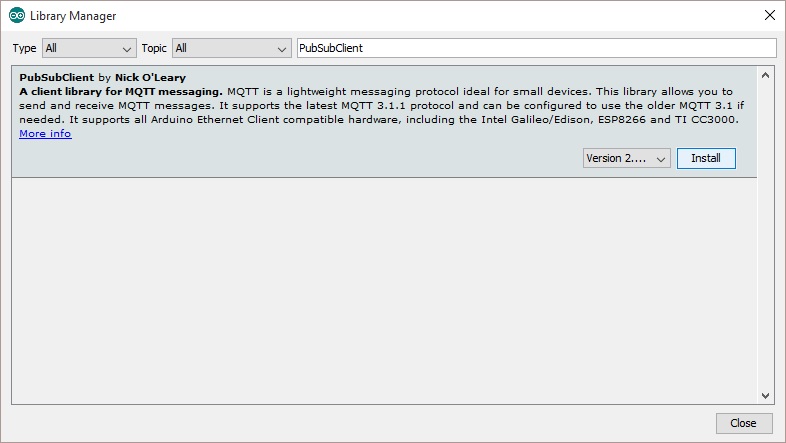 Library Manager
Type All Topic All PubSubClient
PubSubClient by Nick O'Leary
A client library for MQTT messaging. MQTT is a lightweight messaging protocol ideal for small devices. This library allows you to
send and receive MQTT messages. It supports the latest MQTT 3.1.1 protocol and can be configured to use the older MQTT 3.1 if
needed. It supports all Arduino Ethernet Client compatible hardware, including the Intel Galileo/Edison, ESP8266 and TI CC3000.
More info
Version 2.... Install
Close